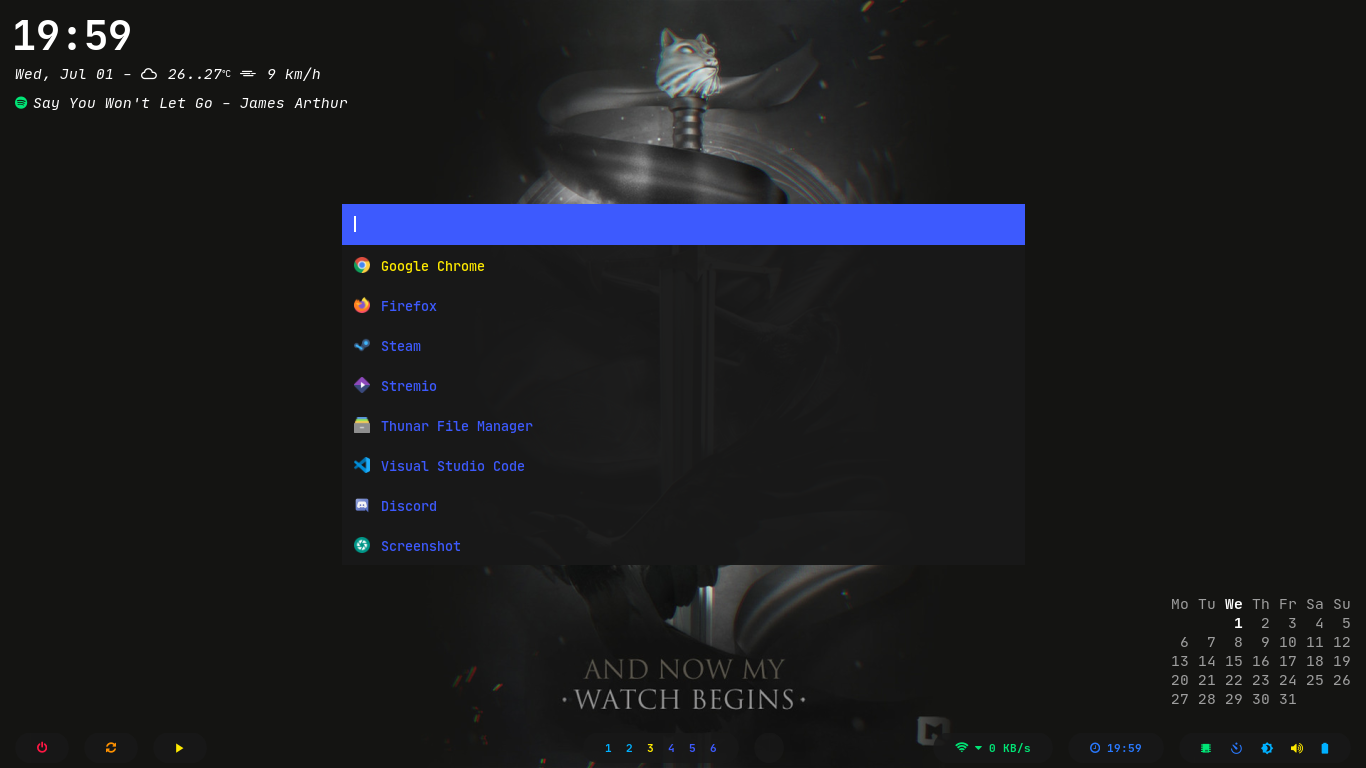 19:59
Wed, Jul 01 – 26..27°C 9 km/h
Say You Won't Let Go – James Arthur
Google Chrome
Firefox
Steam
Stremio
Thunar File Manager
Visual Studio Code
Discord
Screenshot
Mo Tu We Th Fr Sa Su
1 2 3 4 5
6 7 8 9 10 11 12
13 14 15 16 17 18 19
20 21 22 23 24 25 26
27 28 29 30 31
AND NOW MY
·WATCH BEGINS·
1 2 3 4 5 6
0 KB/s
19:59